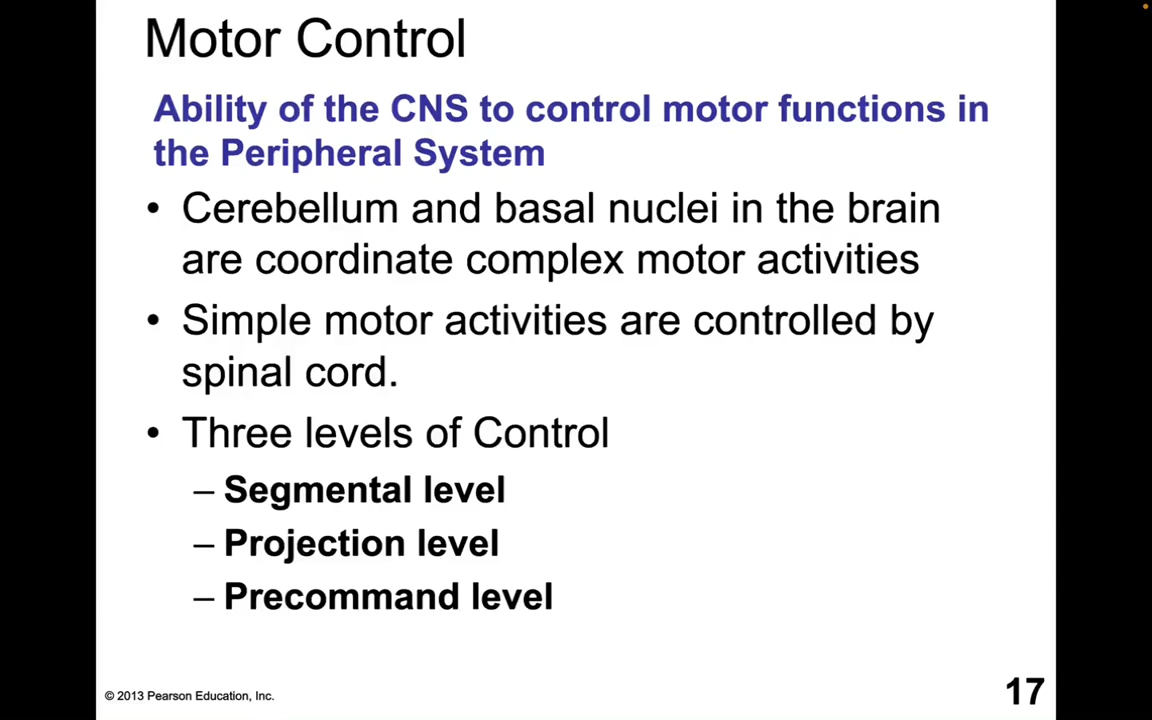 Motor Control
Ability of the CNS to control motor functions in
the Peripheral System
• Cerebellum and basal nuclei in the brain
are coordinate complex motor activities
• Simple motor activities are controlled by
spinal cord.
• Three levels of Control
– Segmental level
– Projection level
– Precommand level
© 2013 Pearson Education, Inc.
17